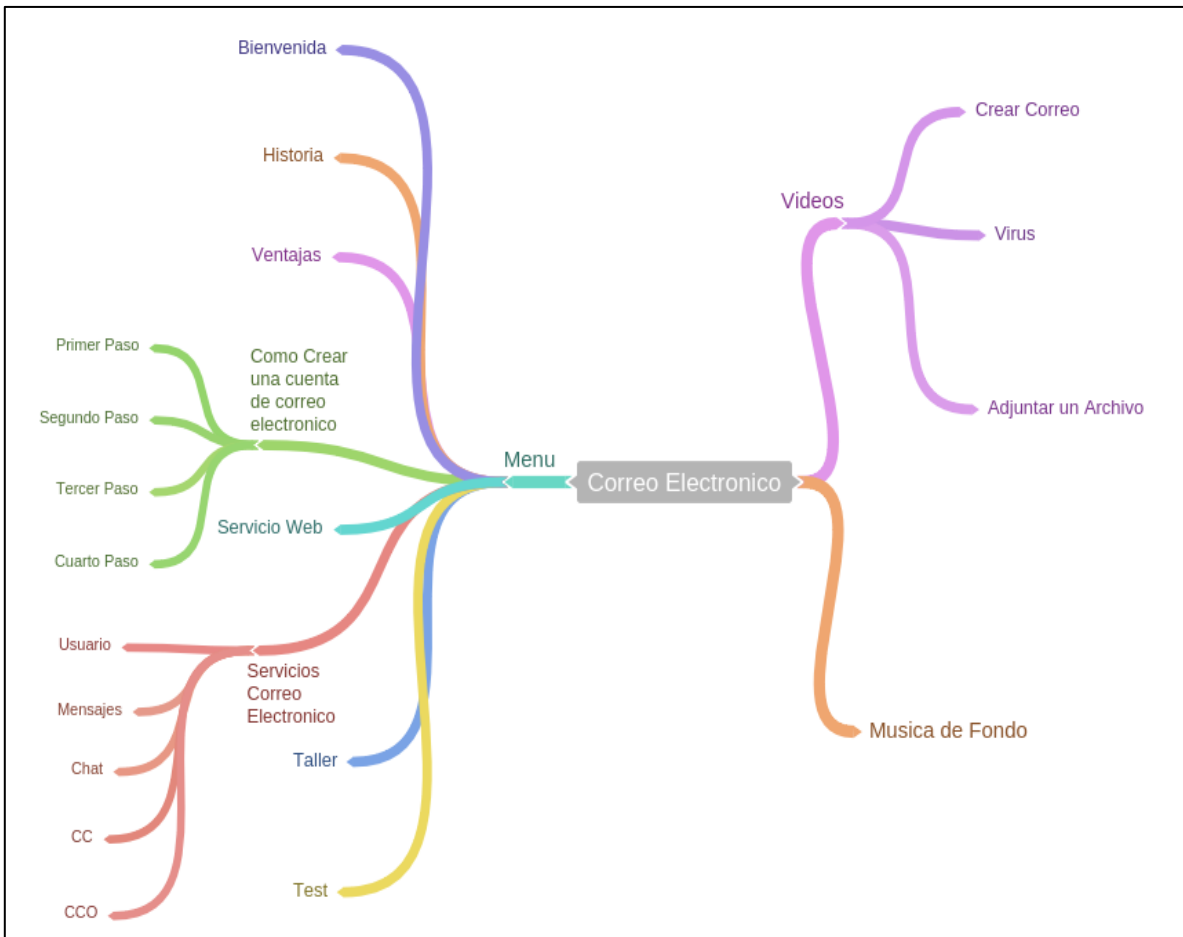 Correo Electronico
Menu
Bienvenida
Historia
Ventajas
Como Crear
una cuenta
de correo
electronico
Primer Paso
Segundo Paso
Tercer Paso
Cuarto Paso
Servicio Web
Servicios
Correo
Electronico
Usuario
Mensajes
Chat
CC
CCO
Taller
Test
Videos
Crear Correo
Virus
Adjuntar un Archivo
Musica de Fondo